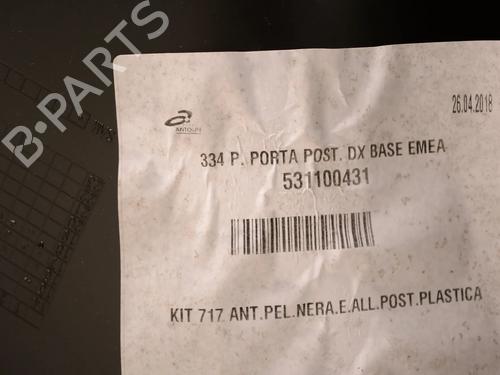 B-PARTS
ANTOLIN
26.04.2018
334 P. PORTA POST. DX BASE EMEA
531100431
KIT 717 ANT.PEL.NERA.E.ALL.POST.PLASTICA